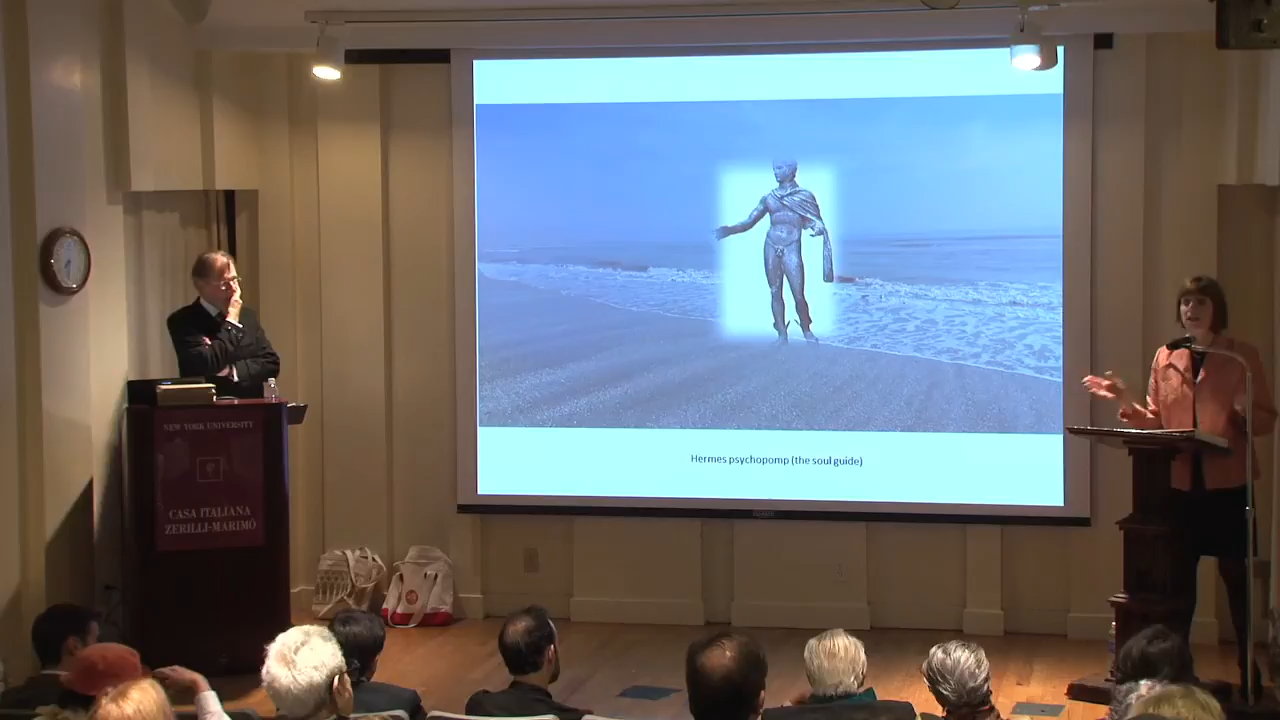 Hermes psychopomp (the soul guide)
NEW YORK UNIVERSITY
CASA ITALIANA
ZERILLI-MARIMÒ